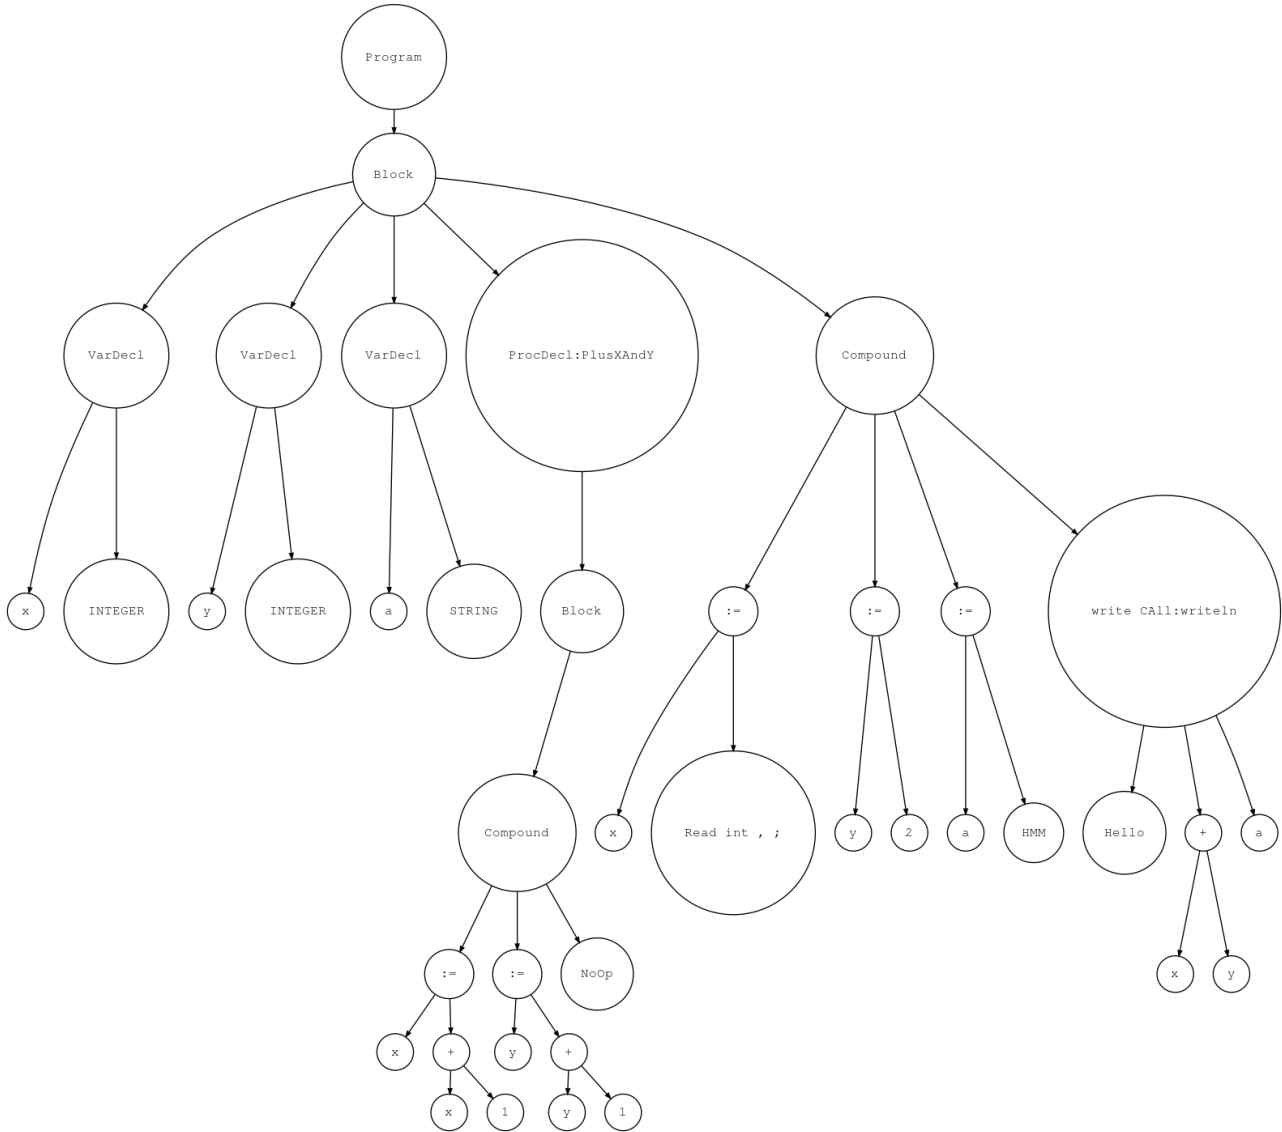 Program
Block
VarDecl
VarDecl
VarDecl
ProcDecl:PlusXAndY
Compound
x
INTEGER
y
INTEGER
a
STRING
Block
:=
:=
:=
write CAll:writeln
Compound
x
Read int , ;
y
2
a
HMM
Hello
+
a
:=
:=
NoOp
x
y
x
+
y
+
x
1
y
1